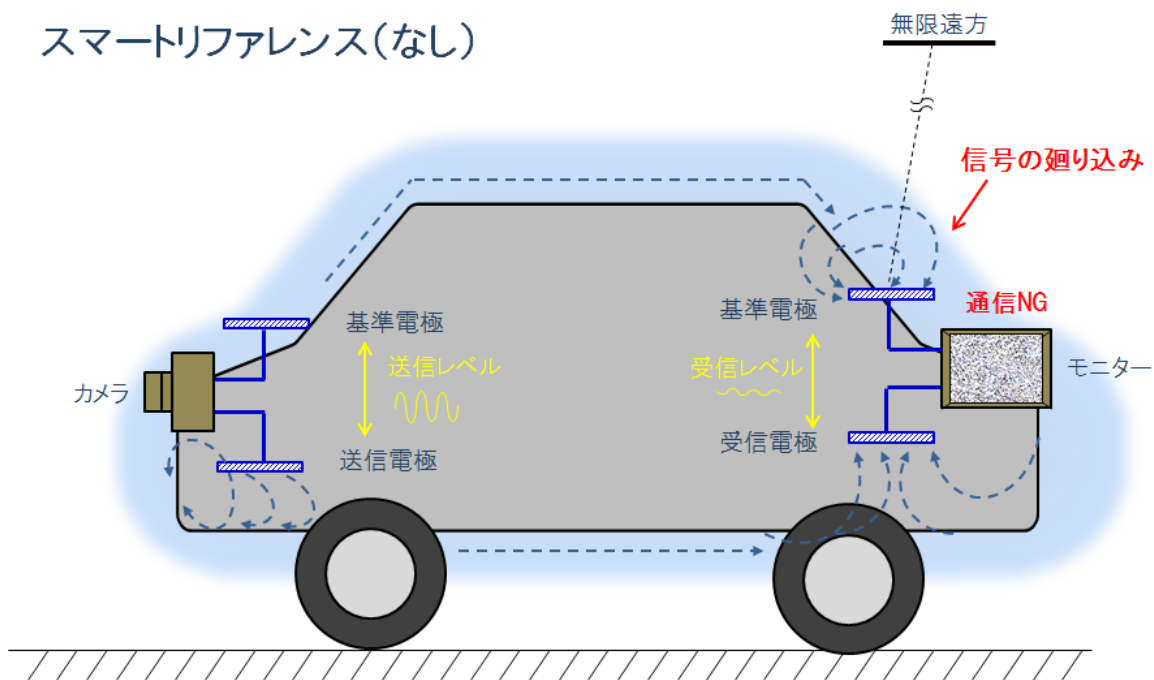 スマートリファレンス(なし)
無限遠方
信号の廻り込み
基準電極
基準電極
通信NG
送信レベル
受信レベル
カメラ
モニター
送信電極
受信電極